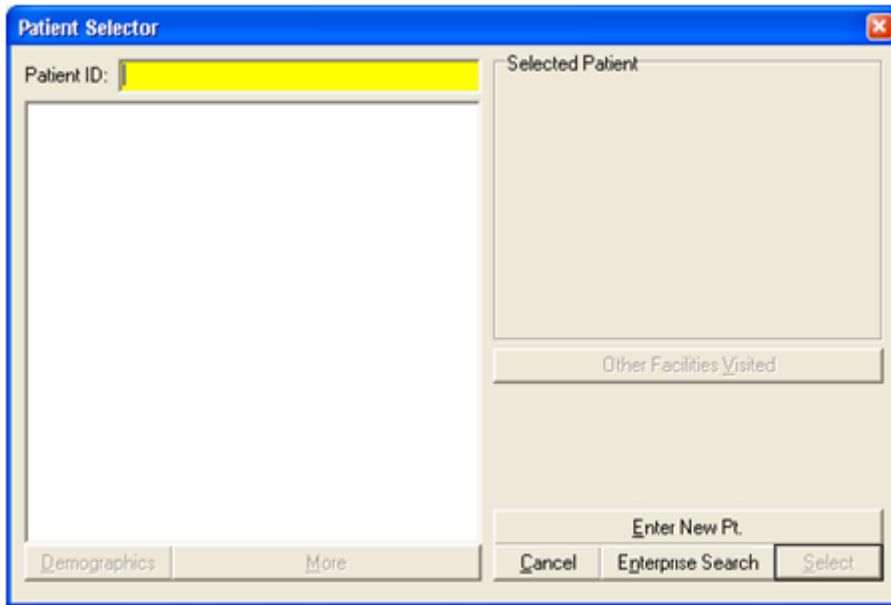 Patient Selector
Patient ID:
Selected Patient
Other Facilities Visited
Enter New Pt.
Demographics
More
Cancel
Enterprise Search
Select